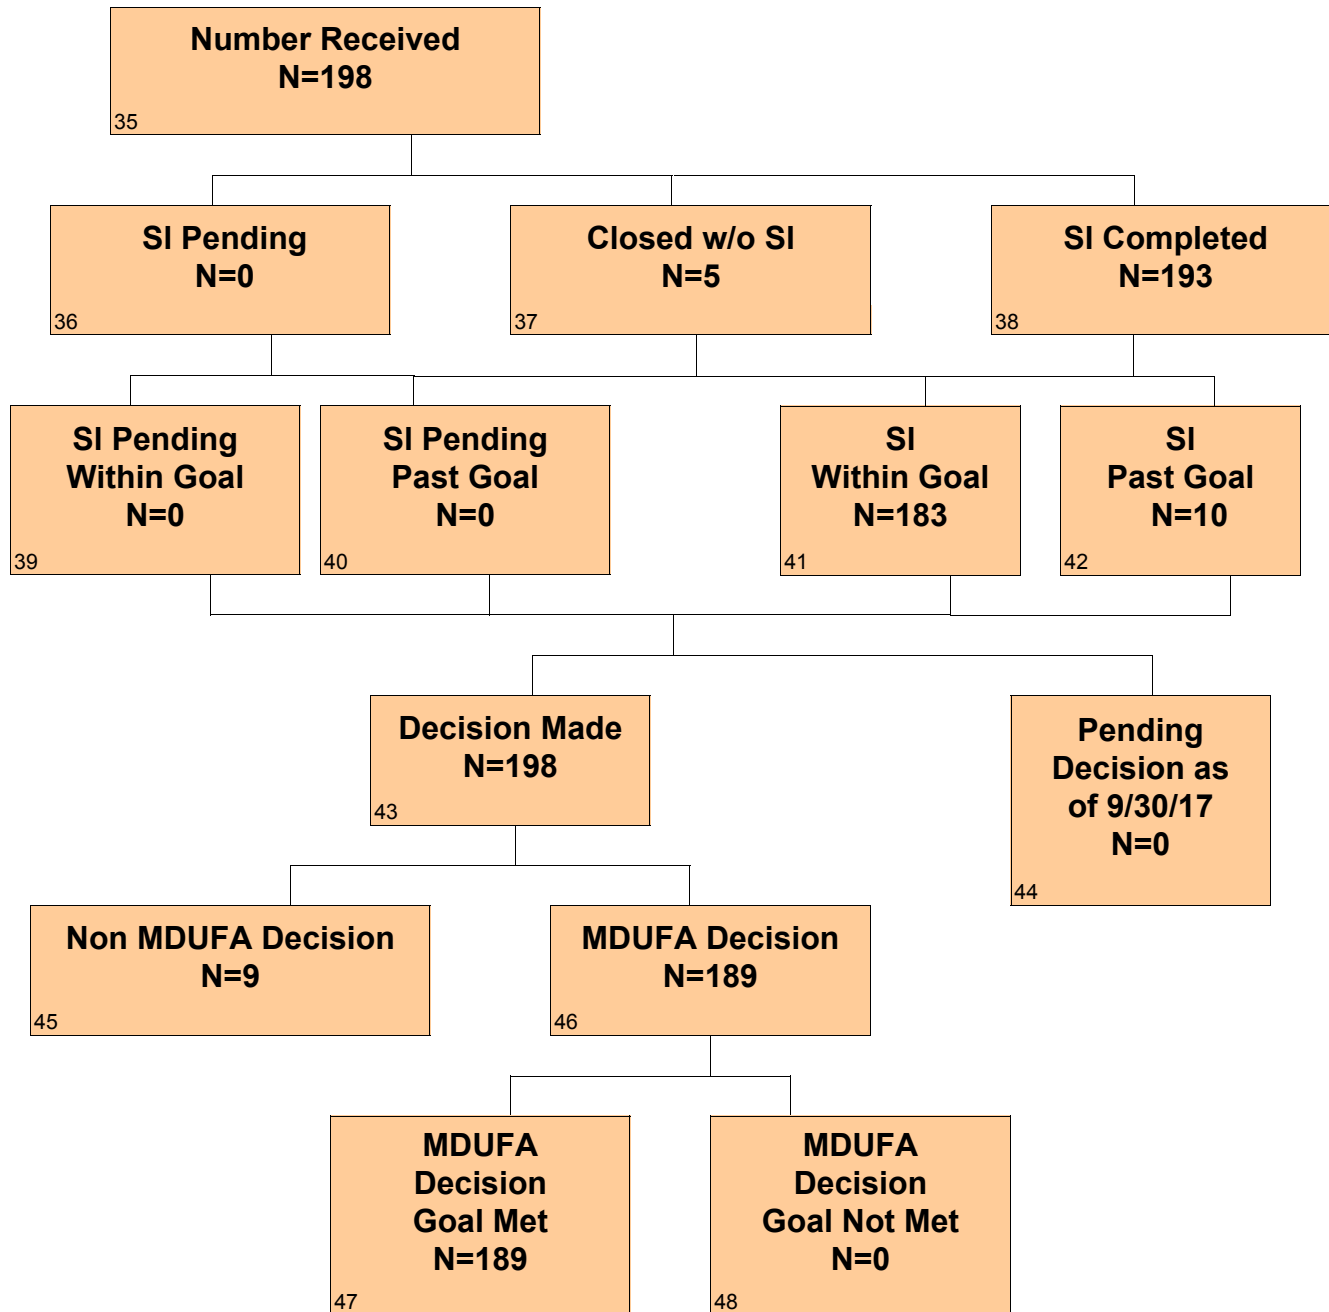 Number Received
N=198
35
SI Pending
N=0
36
Closed w/o SI
N=5
37
SI Completed
N=193
38
SI Pending
Within Goal
N=0
39
SI Pending
Past Goal
N=0
40
SI
Within Goal
N=183
41
SI
Past Goal
N=10
42
Decision Made
N=198
43
Pending
Decision as
of 9/30/17
N=0
44
Non MDUFA Decision
N=9
45
MDUFA Decision
N=189
46
MDUFA
Decision
Goal Met
N=189
47
MDUFA
Decision
Goal Not Met
N=0
48